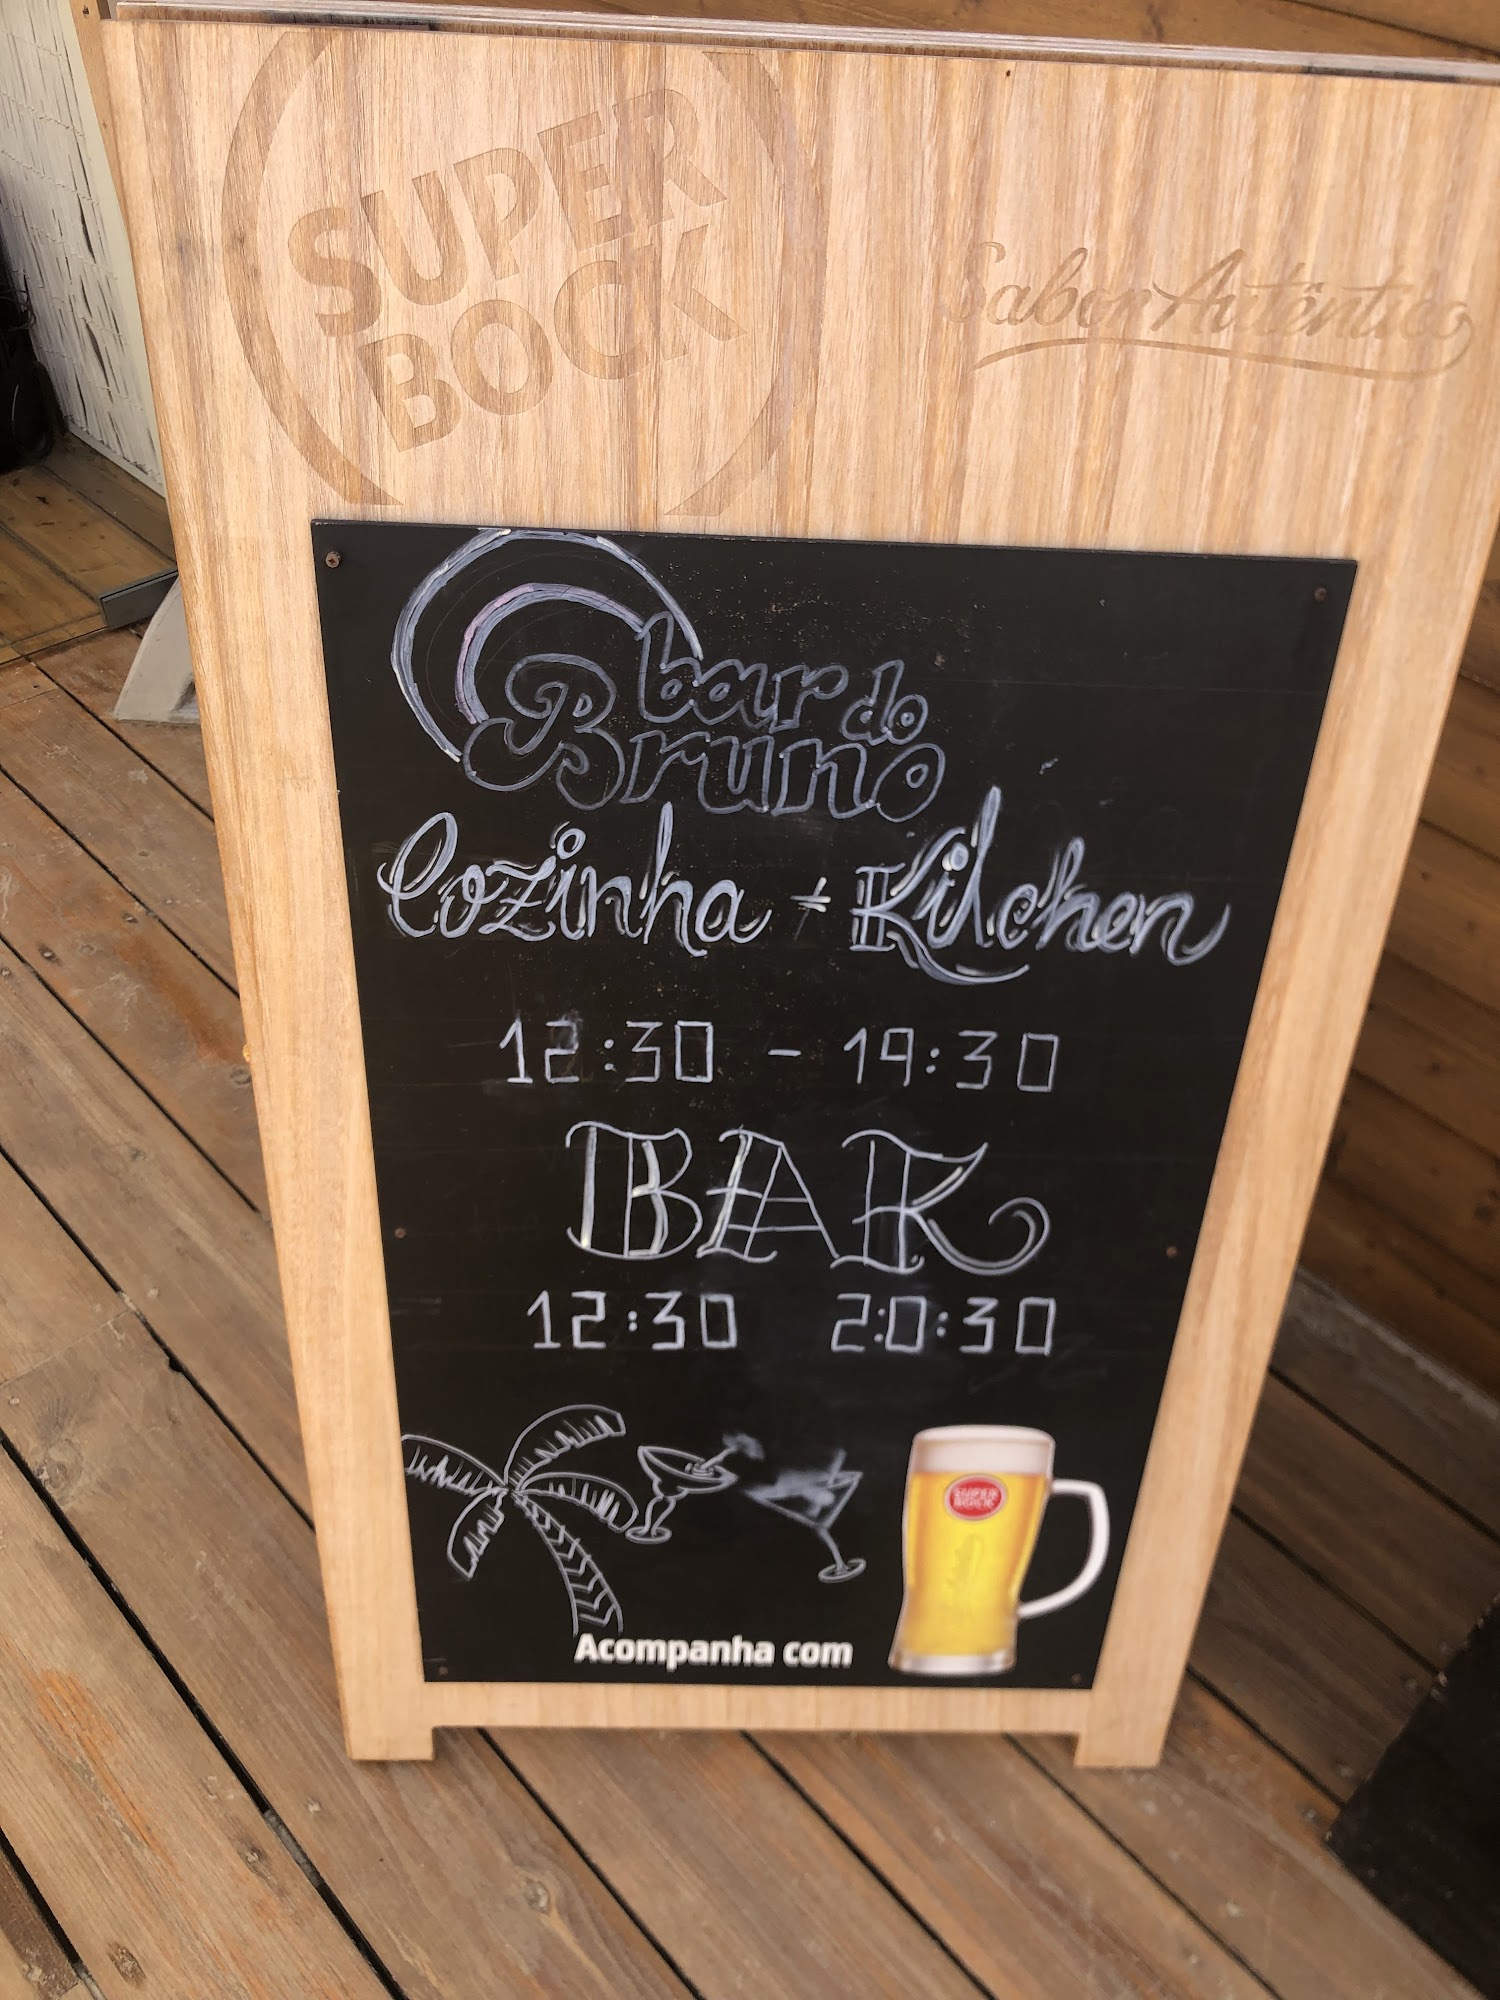 SUPER
BOCK
Sabor Autêntico
bar do
Bruno
Cozinha + Kitchen
12:30 - 19:30
BAR
12:30 20:30
SUPER
BOCK
Acompanha com